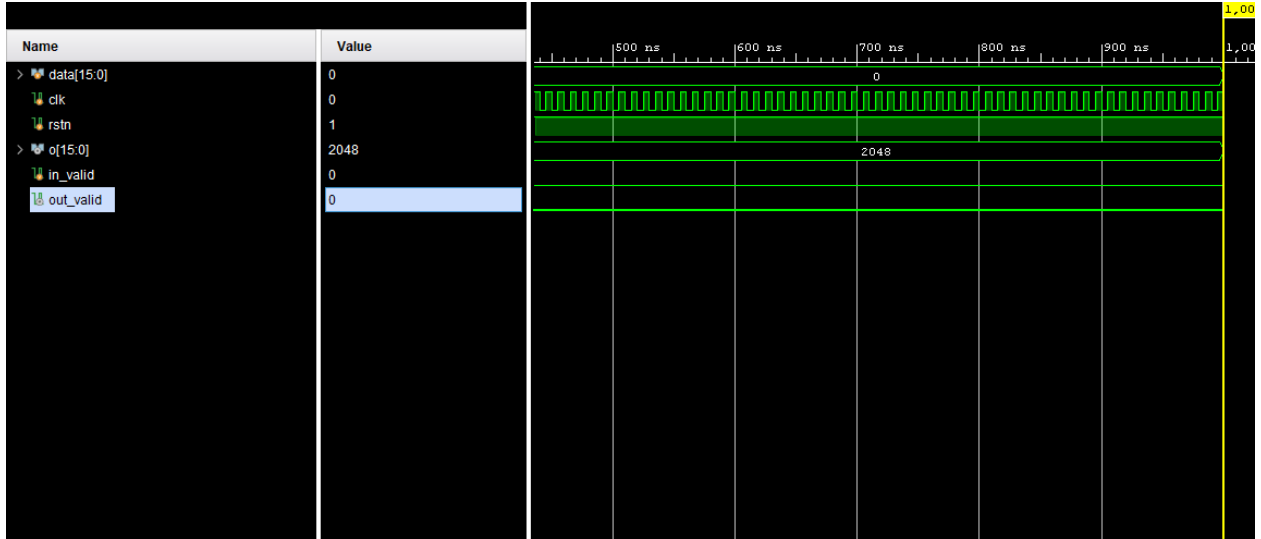 1,00
Name Value
500 ns 600 ns 700 ns 800 ns 900 ns 1,00
> data[15:0] 0 0
clk 0
rstn 1
> o[15:0] 2048 2048
in_valid 0
out_valid 0